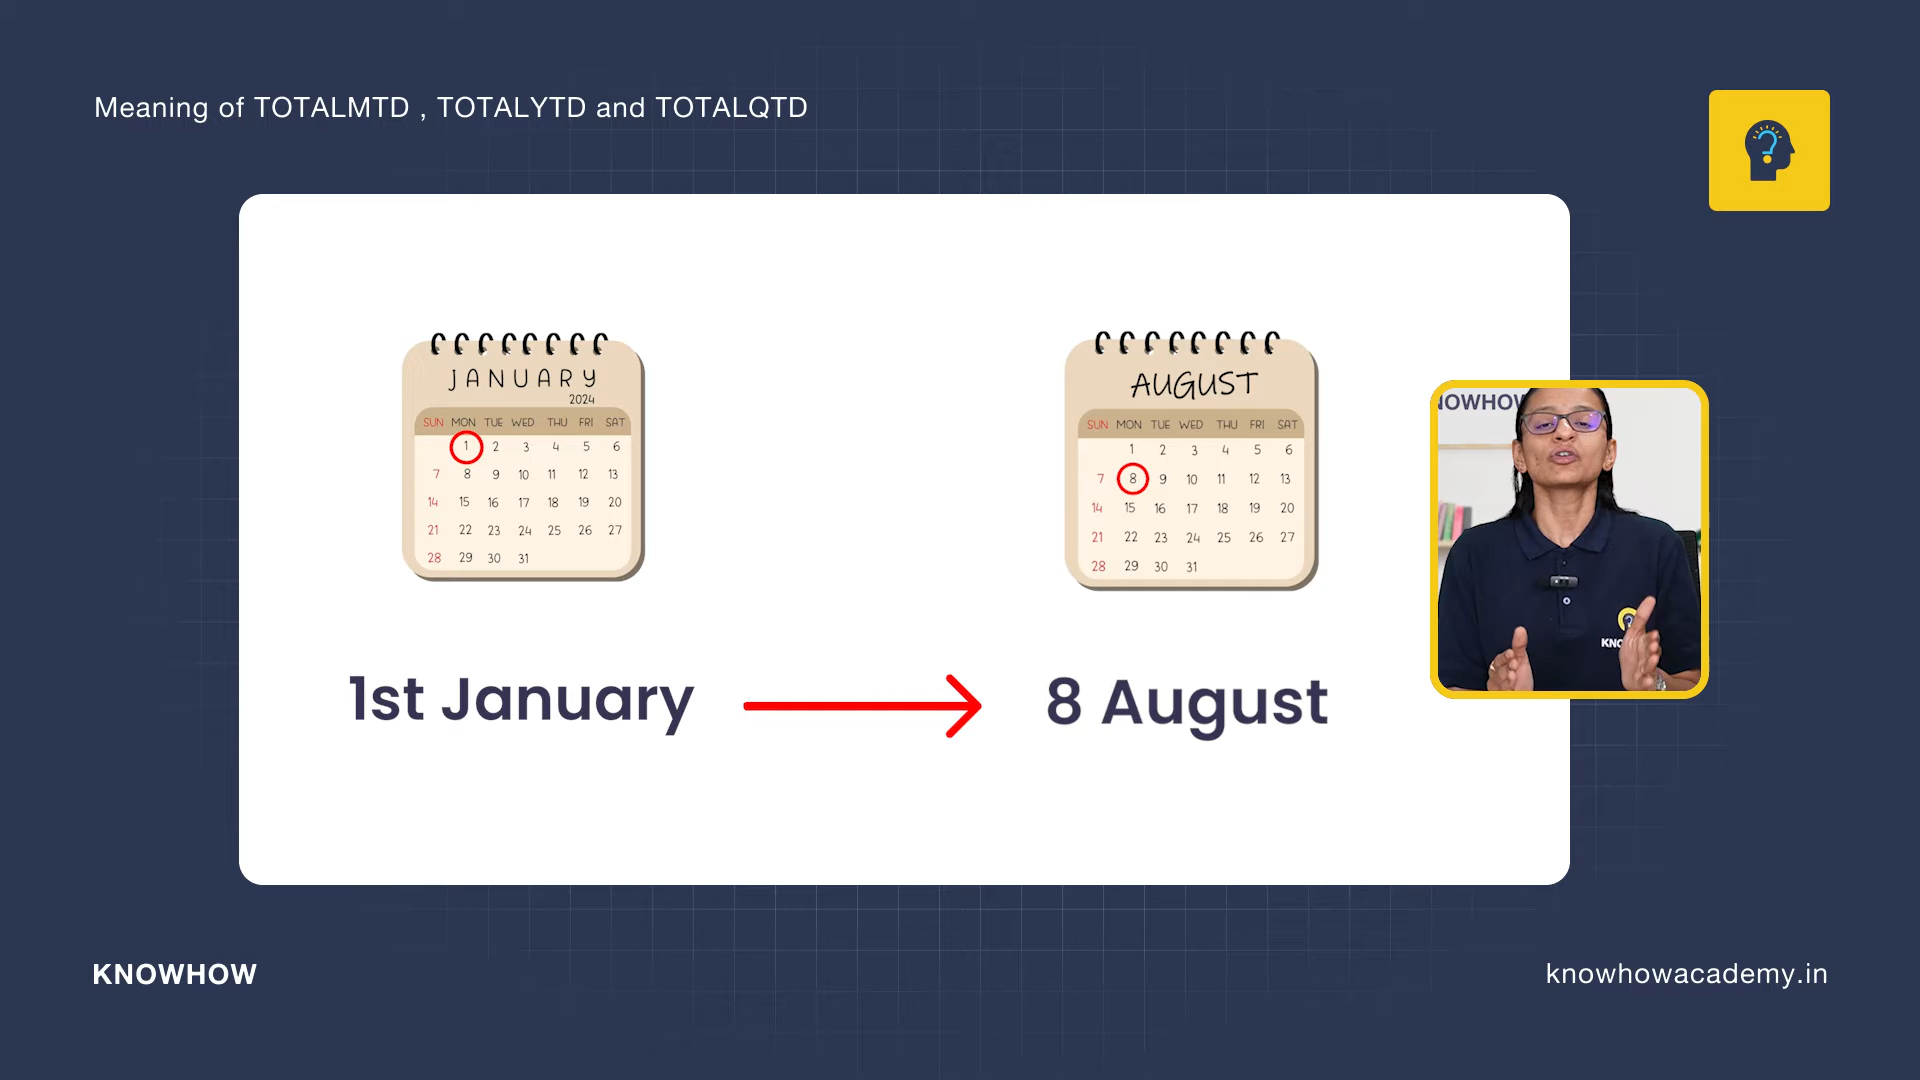 Meaning of TOTALMTD , TOTALYTD and TOTALQTD
JANUARY
2024
SUN MON TUE WED THU FRI SAT
1 2 3 4 5 6
7 8 9 10 11 12 13
14 15 16 17 18 19 20
21 22 23 24 25 26 27
28 29 30 31
AUGUST
SUN MON TUE WED THU FRI SAT
1 2 3 4 5 6
7 8 9 10 11 12 13
14 15 16 17 18 19 20
21 22 23 24 25 26 27
28 29 30 31
1st January
8 August
KNOWHOW
knowhowacademy.in